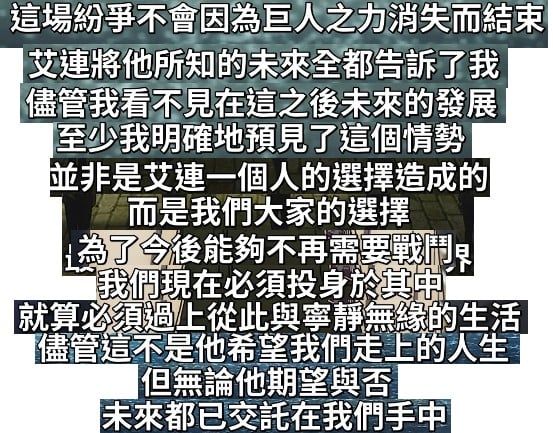 這場紛爭不會因為巨人之力消失而結束
艾連將他所知的未來全都告訴了我
儘管我看不見在這之後未來的發展
至少我明確地預見了這個情勢
並非是艾連一個人的選擇造成的
而是我們大家的選擇
為了今後能夠不再需要戰鬥
我們現在必須投身於其中
就算必須過上從此與寧靜無緣的生活
儘管這不是他希望我們走上的人生
但無論他期望與否
未來都已交託在我們手中